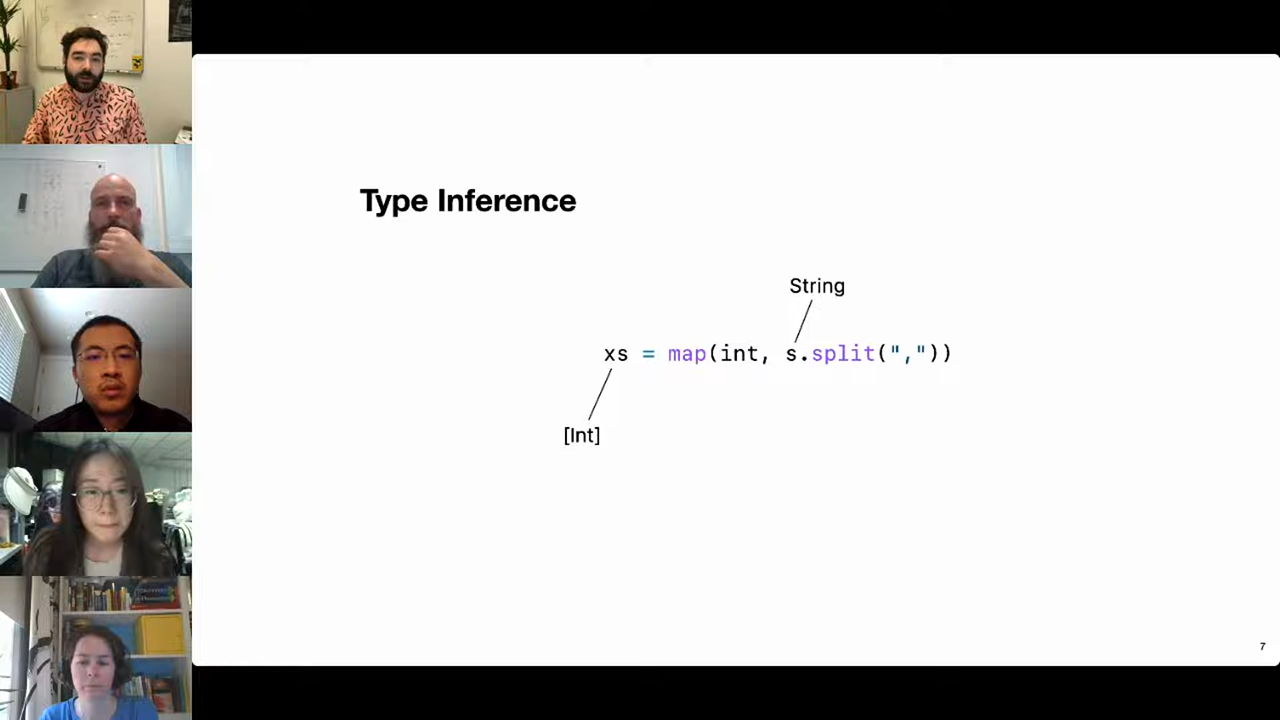 Type Inference
String
xs = map(int, s.split(","))
[Int]
7